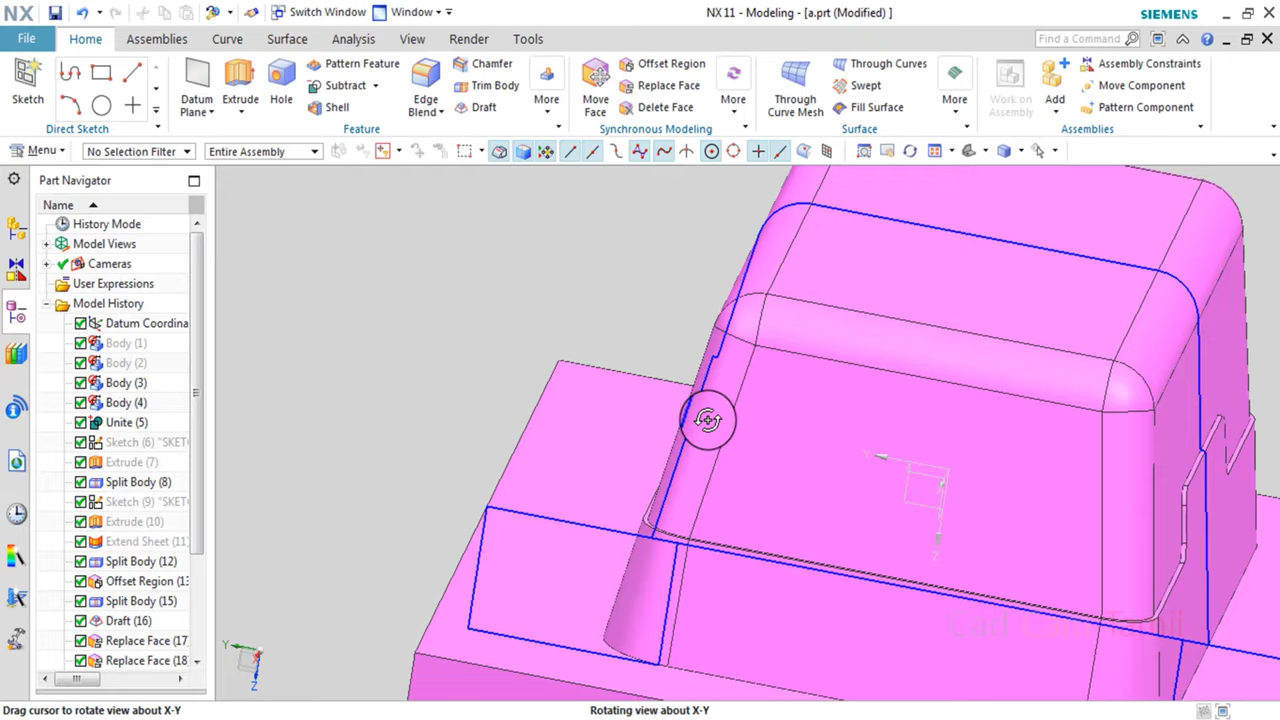 NX
Switch Window
Window
NX 11 - Modeling - [a.prt (Modified) ]
SIEMENS
File
Home
Assemblies
Curve
Surface
Analysis
View
Render
Tools
Find a Command
Sketch
Direct Sketch
Datum
Plane
Extrude
Hole
Pattern Feature
Subtract
Shell
Edge
Blend
Chamfer
Trim Body
Draft
More
Feature
Move
Face
Offset Region
Replace Face
Delete Face
More
Synchronous Modeling
Through
Curve Mesh
Through Curves
Swept
Fill Surface
More
Surface
Work on
Assembly
Add
Assembly Constraints
Move Component
Pattern Component
Assemblies
Menu
No Selection Filter
Entire Assembly
Part Navigator
Name
History Mode
Model Views
Cameras
User Expressions
Model History
Datum Coordina
Body (1)
Body (2)
Body (3)
Body (4)
Unite (5)
Sketch (6) "SKET
Extrude (7)
Split Body (8)
Sketch (9) "SKET
Extrude (10)
Extend Sheet (11
Split Body (12)
Offset Region (13
Split Body (15)
Draft (16)
Replace Face (17
Replace Face (18
Y
Z
Y
Z
Cad Cam Tamil
Drag cursor to rotate view about X-Y
Rotating view about X-Y